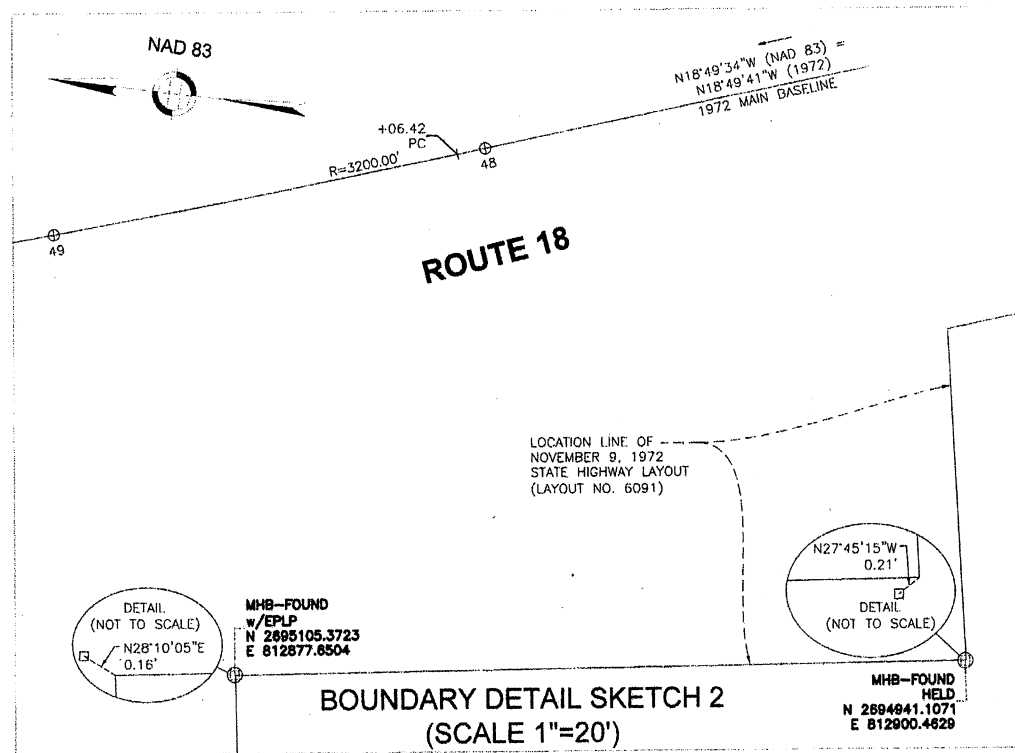 NAD 83
N18°49'34"W (NAD 83) =
N18°49'41"W (1972)
1972 MAIN BASELINE
+06.42
PC
R=3200.00'
48
49
ROUTE 18
LOCATION LINE OF
NOVEMBER 9, 1972
STATE HIGHWAY LAYOUT
(LAYOUT NO. 6091)
N27°45'15"W
0.21'
DETAIL
(NOT TO SCALE)
DETAIL
(NOT TO SCALE)
N28°10'05"E
0.16'
MHB-FOUND
w/EPLP
N 2695105.3723
E 812877.6504
MHB-FOUND
HELD
N 2694941.1071
E 812900.4629
BOUNDARY DETAIL SKETCH 2
(SCALE 1"=20')